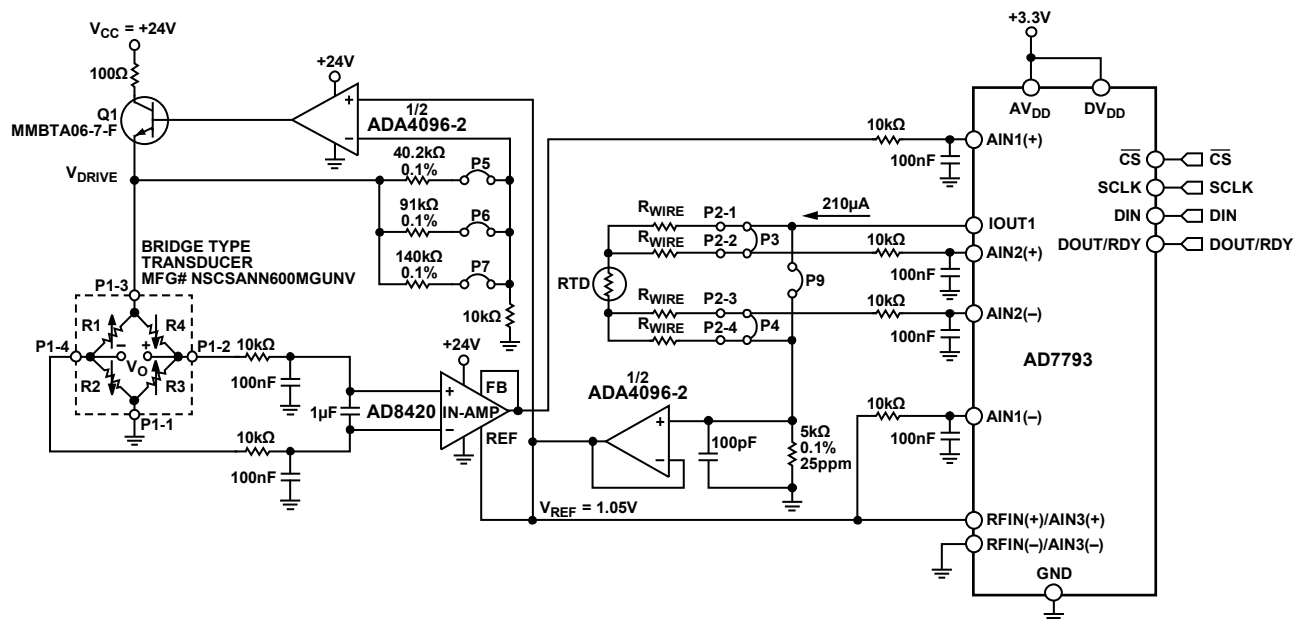 VCC = +24V
100Ω
Q1
MMBTA06-7-F
+24V
+
1/2
ADA4096-2
−
VDRIVE
40.2kΩ
0.1%
P5
91kΩ
0.1%
P6
140kΩ
0.1%
P7
10kΩ
BRIDGE TYPE
TRANSDUCER
MFG# NSCSANN600MGUNV
P1-3
R1
R4
P1-4
−
+
VO
P1-2
R2
R3
P1-1
10kΩ
100nF
1µF
10kΩ
100nF
+24V
+
FB
AD8420
IN-AMP
−
REF
1/2
ADA4096-2
+
−
100pF
5kΩ
0.1%
25ppm
VREF = 1.05V
RTD
RWIRE
P2-1
RWIRE
P2-2
P3
RWIRE
P2-3
RWIRE
P2-4
P4
P9
210µA
10kΩ
100nF
10kΩ
100nF
10kΩ
100nF
10kΩ
100nF
+3.3V
AVDD
DVDD
AIN1(+)
IOUT1
AIN2(+)
AIN2(–)
AD7793
AIN1(–)
RFIN(+)/AIN3(+)
RFIN(–)/AIN3(–)
GND
CS
CS
SCLK
SCLK
DIN
DIN
DOUT/RDY
DOUT/RDY